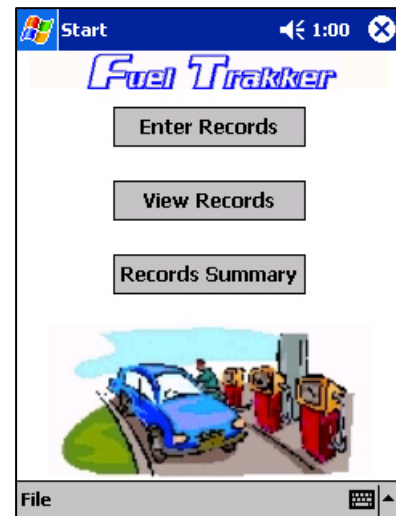 Start 1:00
Fuel Trakker
Enter Records
View Records
Records Summary
File